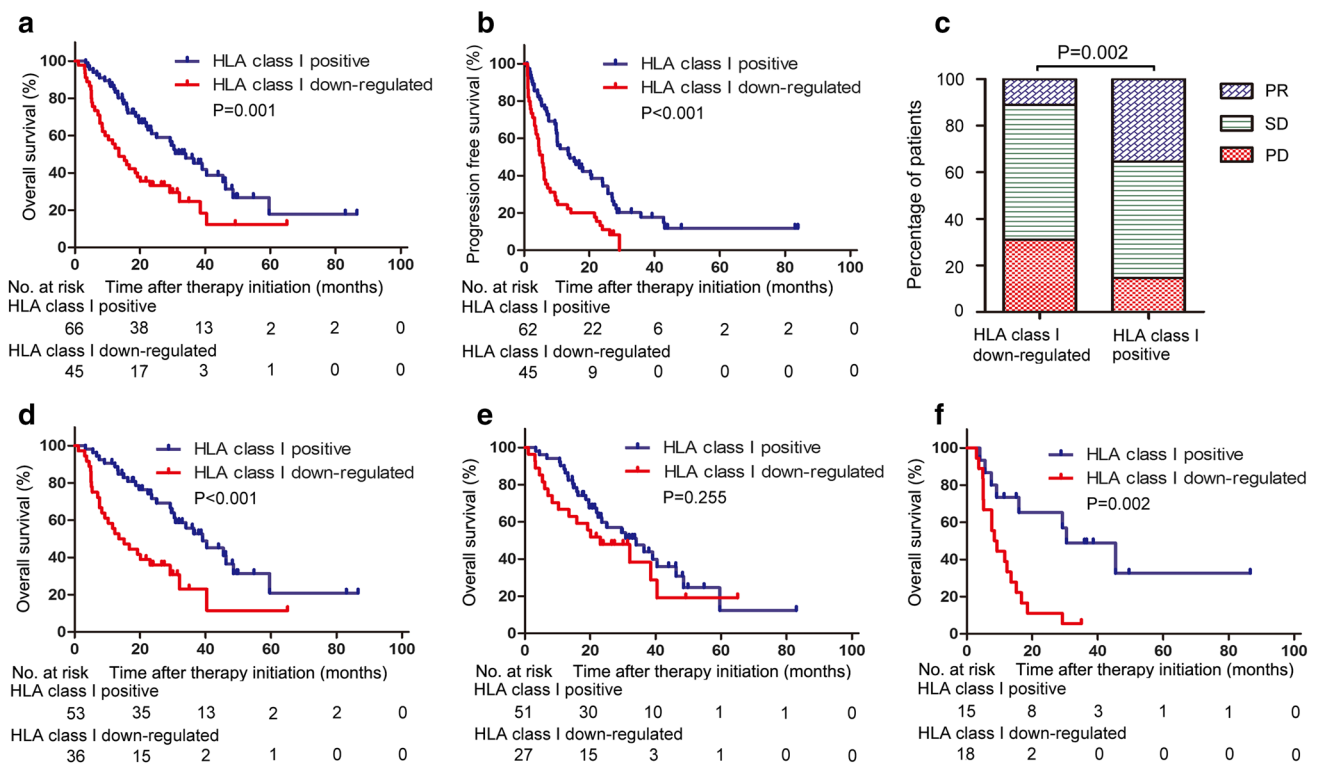 a
Overall survival (%)
100
80
60
40
20
0
HLA class I positive
HLA class I down-regulated
P=0.001
0 20 40 60 80 100
No. at risk Time after therapy initiation (months)
HLA class I positive
66 38 13 2 2 0
HLA class I down-regulated
45 17 3 1 0 0
b
Progression free survival (%)
100
80
60
40
20
0
HLA class I positive
HLA class I down-regulated
P<0.001
0 20 40 60 80 100
No. at risk Time after therapy initiation (months)
HLA class I positive
62 22 6 2 2 0
HLA class I down-regulated
45 9 0 0 0 0
c
Percentage of patients
100
80
60
40
20
0
P=0.002
PR
SD
PD
HLA class I
down-regulated
HLA class I
positive
d
Overall survival (%)
100
80
60
40
20
0
HLA class I positive
HLA class I down-regulated
P<0.001
0 20 40 60 80 100
No. at risk Time after therapy initiation (months)
HLA class I positive
53 35 13 2 2 0
HLA class I down-regulated
36 15 2 1 0 0
e
Overall survival (%)
100
80
60
40
20
0
HLA class I positive
HLA class I down-regulated
P=0.255
0 20 40 60 80 100
No. at risk Time after therapy initiation (months)
HLA class I positive
51 30 10 1 1 0
HLA class I down-regulated
27 15 3 1 0 0
f
Overall survival (%)
100
80
60
40
20
0
HLA class I positive
HLA class I down-regulated
P=0.002
0 20 40 60 80 100
No. at risk Time after therapy initiation (months)
HLA class I positive
15 8 3 1 1 0
HLA class I down-regulated
18 2 0 0 0 0